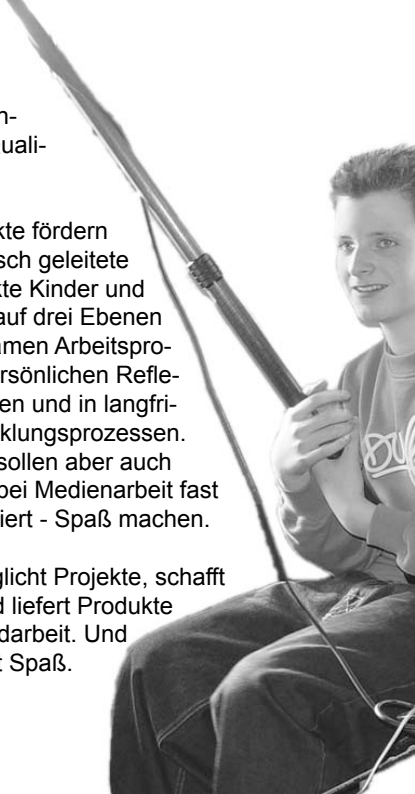 n-
uali-
kte fördern
sch geleitete
kte Kinder und
auf drei Ebenen
amen Arbeitspro-
rsönlichen Refle-
en und in langfri-
klungsprozessen.
sollen aber auch
bei Medienarbeit fast
iert - Spaß machen.
glicht Projekte, schafft
d liefert Produkte
darbeit. Und
t Spaß.